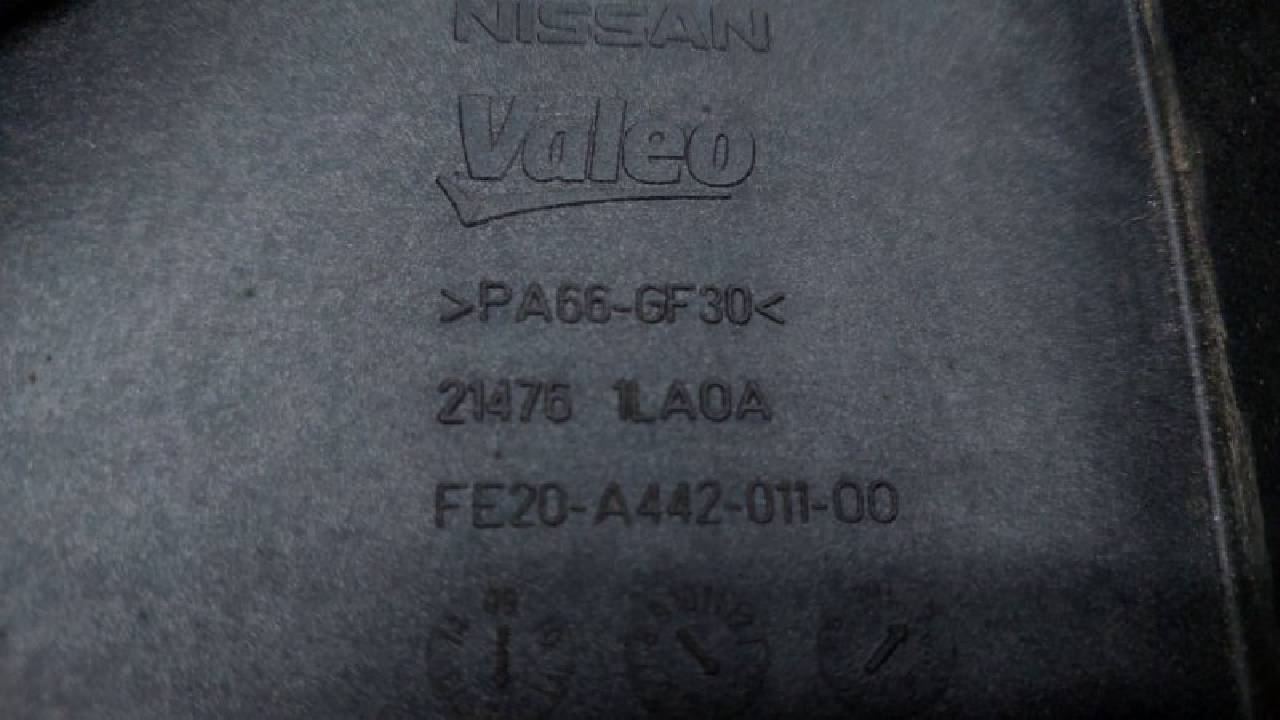 NISSAN
Valeo
>PA66-GF30<
21476 1LA0A
FE20-A442-011-00